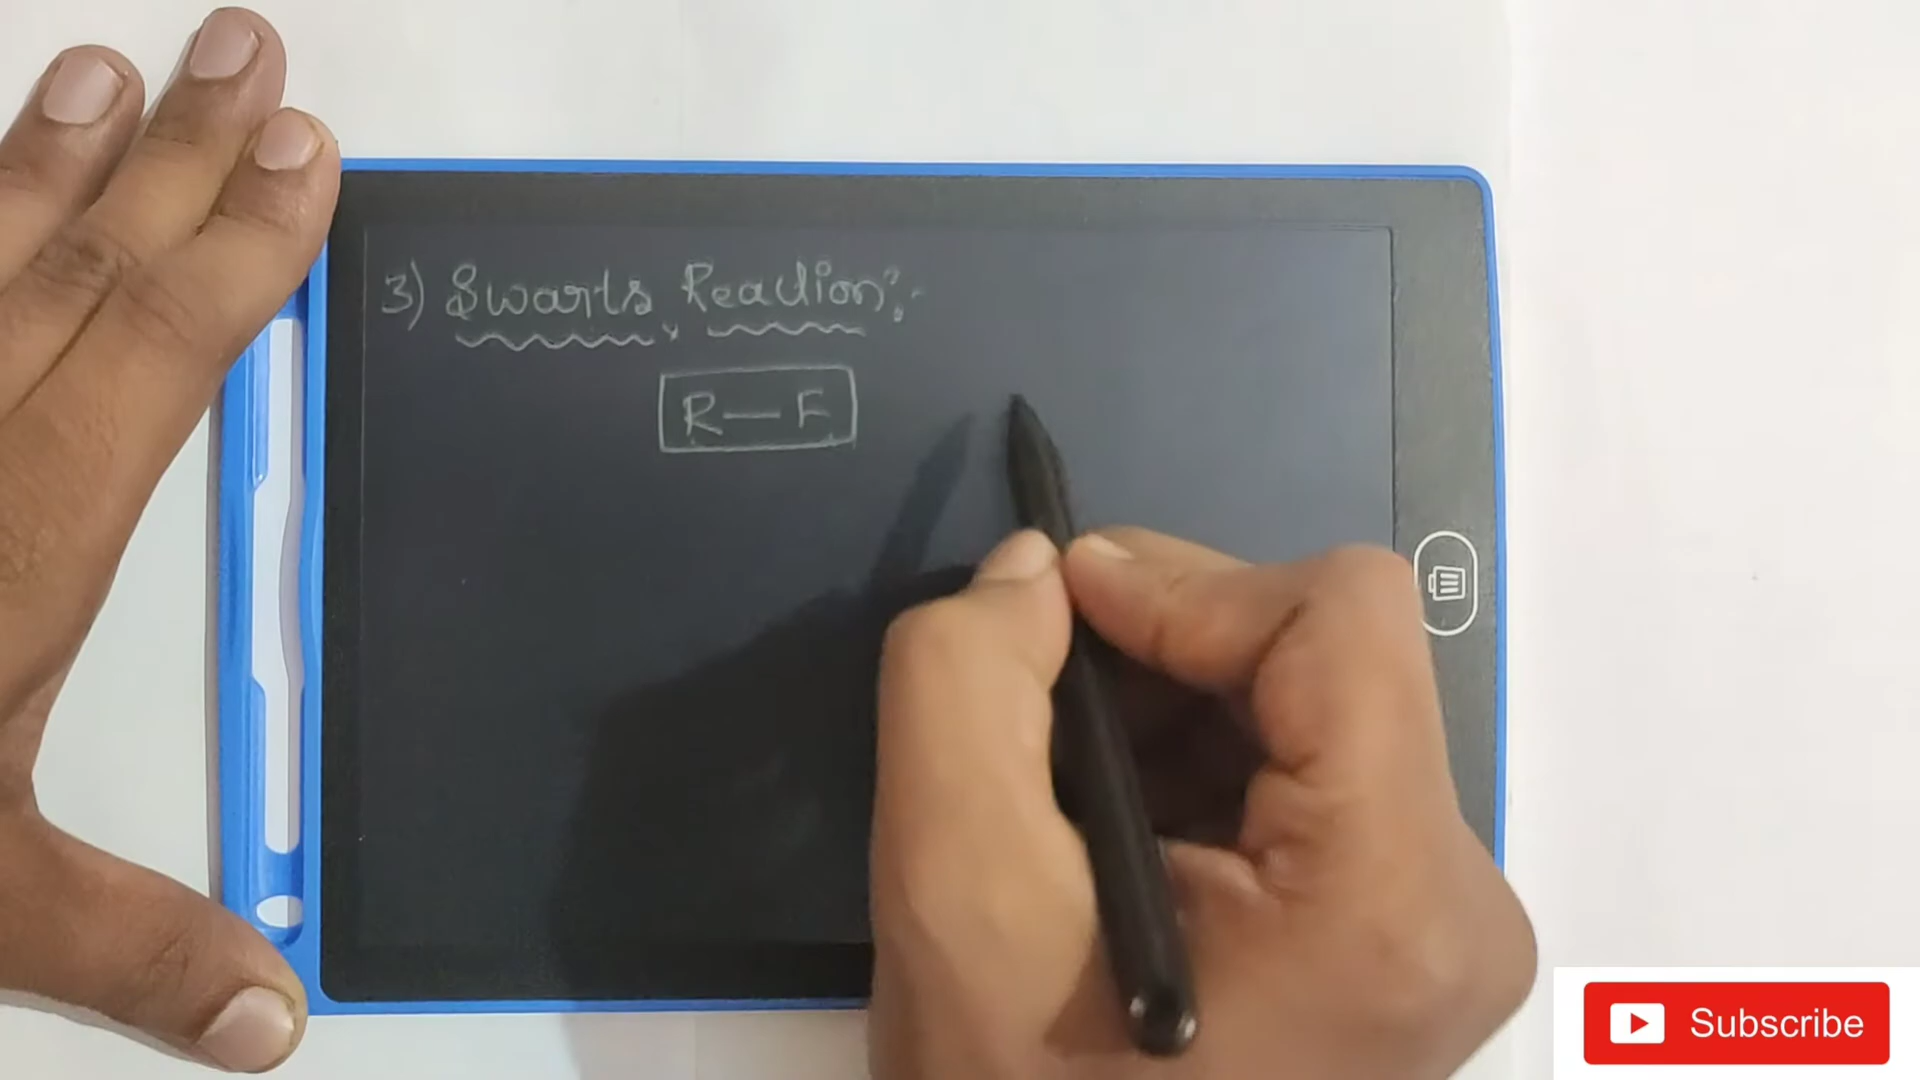 3) Swarts Reaction:-
R — F
Subscribe